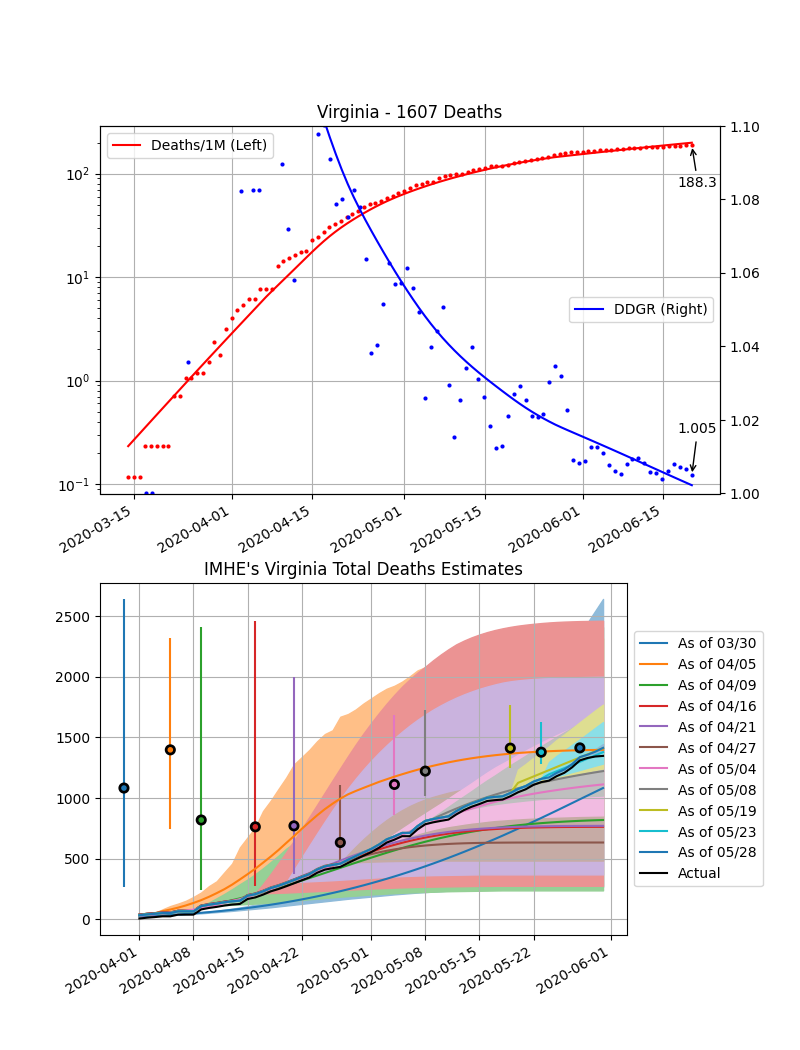 Virginia - 1607 Deaths
Deaths/1M (Left)
DDGR (Right)
188.3
1.005
10²
10¹
10⁰
10⁻¹
1.10
1.08
1.06
1.04
1.02
1.00
2020-03-15
2020-04-01
2020-04-15
2020-05-01
2020-05-15
2020-06-01
2020-06-15
IMHE's Virginia Total Deaths Estimates
2500
2000
1500
1000
500
0
2020-04-01
2020-04-08
2020-04-15
2020-04-22
2020-05-01
2020-05-08
2020-05-15
2020-05-22
2020-06-01
As of 03/30
As of 04/05
As of 04/09
As of 04/16
As of 04/21
As of 04/27
As of 05/04
As of 05/08
As of 05/19
As of 05/23
As of 05/28
Actual